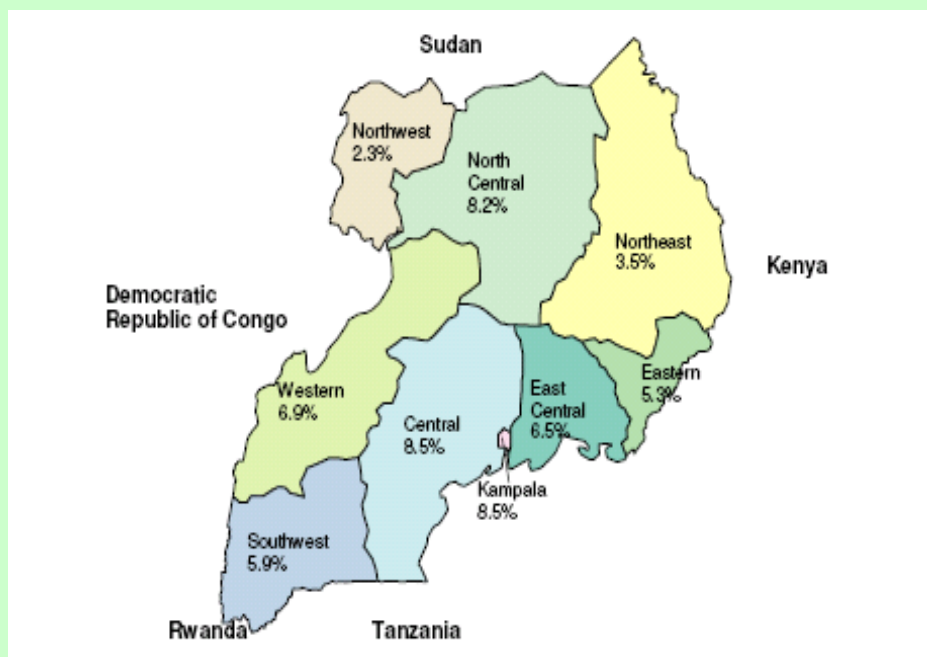 Sudan
Northwest
2.3%
North
Central
8.2%
Northeast
3.5%
Kenya
Democratic
Republic of Congo
Western
6.9%
Central
8.5%
East
Central
6.5%
Eastern
5.3%
Kampala
8.5%
Southwest
5.9%
Rwanda
Tanzania